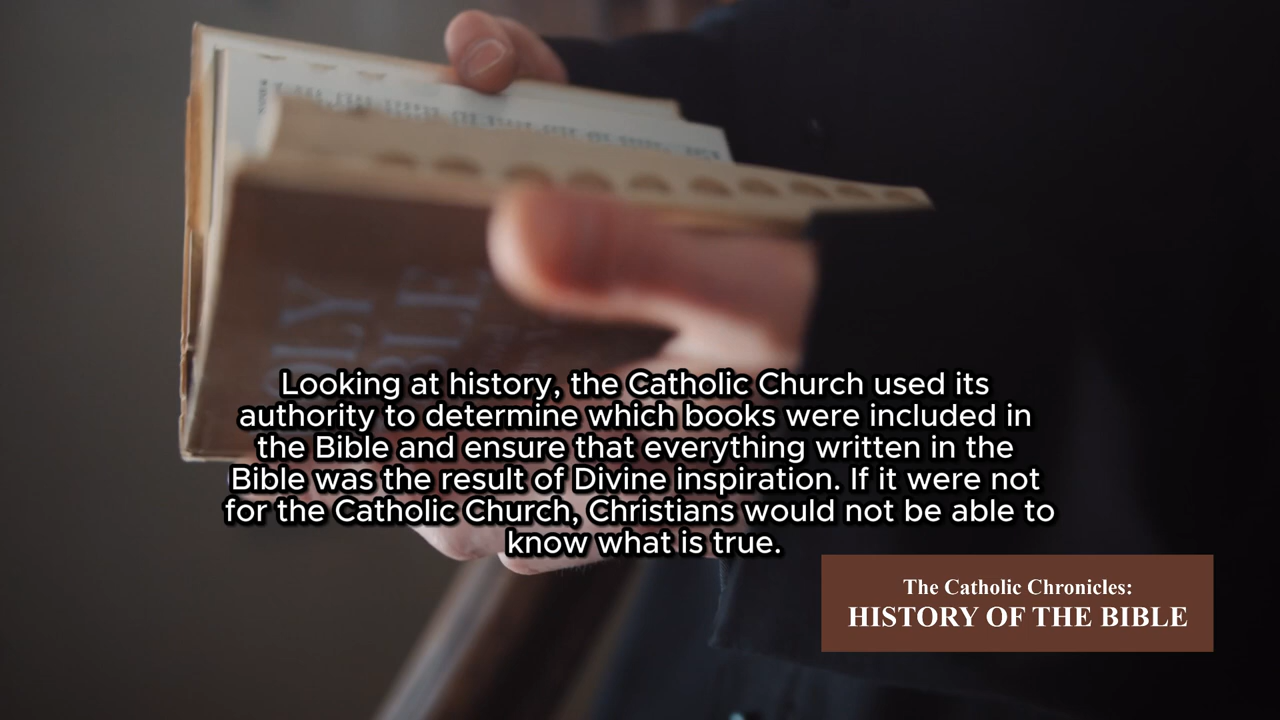 HOLY
BIBLE
Looking at history, the Catholic Church used its
authority to determine which books were included in
the Bible and ensure that everything written in the
Bible was the result of Divine inspiration. If it were not
for the Catholic Church, Christians would not be able to
know what is true.
The Catholic Chronicles:
HISTORY OF THE BIBLE